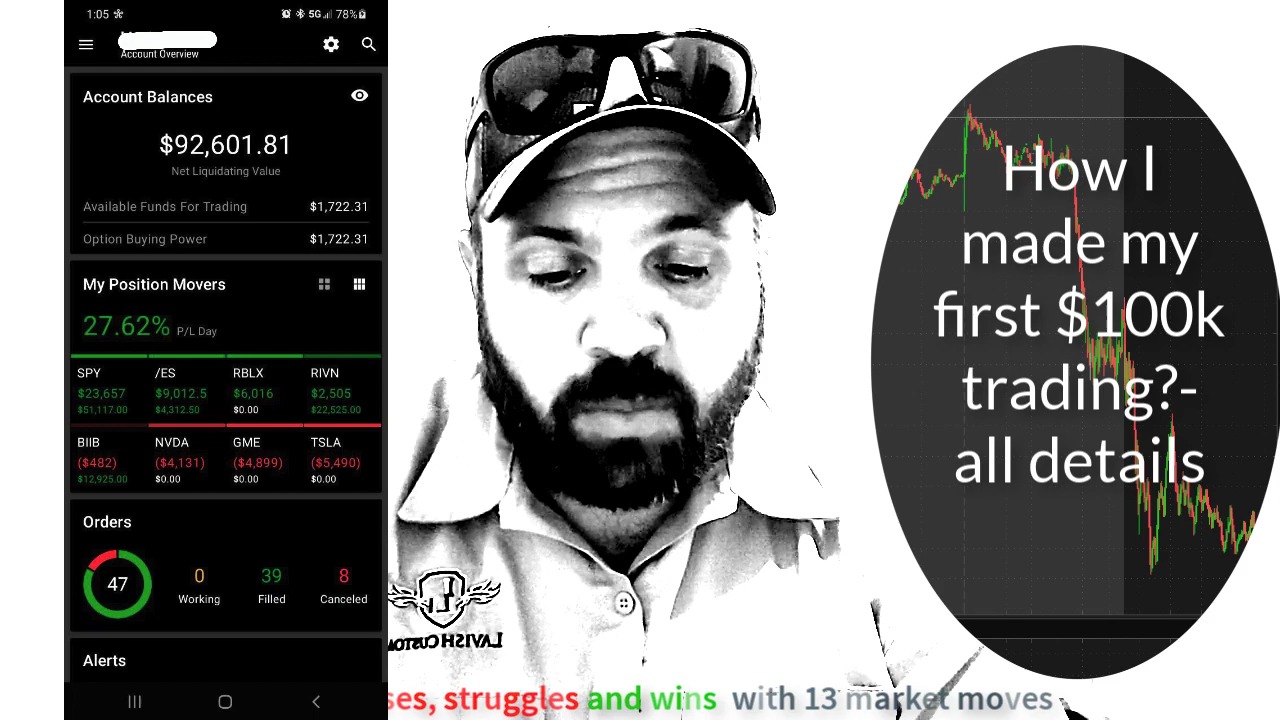 1:05
5G
78%
Account Overview
Account Balances
$92,601.81
Net Liquidating Value
Available Funds For Trading $1,722.31
Option Buying Power $1,722.31
My Position Movers
27.62% P/L Day
SPY /ES RBLX RIVN
$23,657 $9,012.5 $6,016 $2,505
$51,117.00 $4,312.50 $0.00 $22,525.00
BIIB NVDA GME TSLA
($482) ($4,131) ($4,899) ($5,490)
$12,925.00 $0.00 $0.00 $0.00
Orders
47
0 39 8
Working Filled Canceled
Alerts
LAVISH CUSTOM
How I
made my
first $100k
trading?-
all details
ses, struggles and wins with 13 market moves